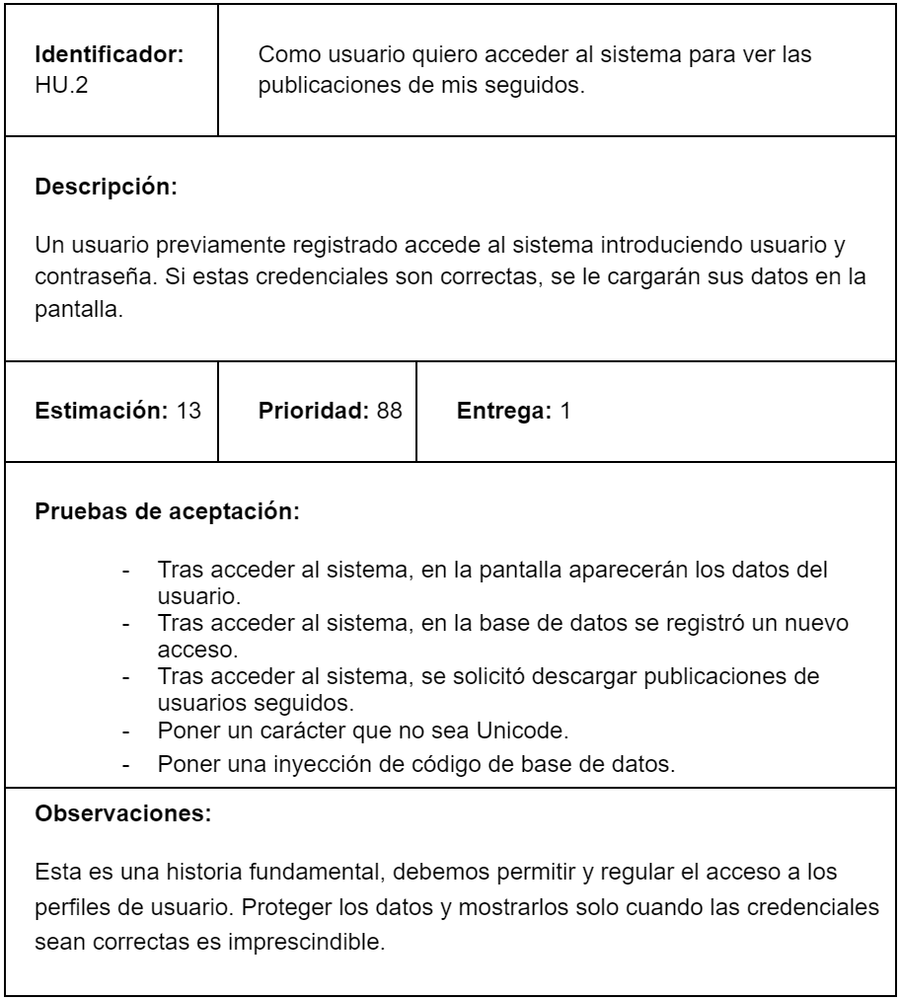 Identificador:
HU.2
Como usuario quiero acceder al sistema para ver las
publicaciones de mis seguidos.
Descripción:
Un usuario previamente registrado accede al sistema introduciendo usuario y
contraseña. Si estas credenciales son correctas, se le cargarán sus datos en la
pantalla.
Estimación: 13
Prioridad: 88
Entrega: 1
Pruebas de aceptación:
- Tras acceder al sistema, en la pantalla aparecerán los datos del
usuario.
- Tras acceder al sistema, en la base de datos se registró un nuevo
acceso.
- Tras acceder al sistema, se solicitó descargar publicaciones de
usuarios seguidos.
- Poner un carácter que no sea Unicode.
- Poner una inyección de código de base de datos.
Observaciones:
Esta es una historia fundamental, debemos permitir y regular el acceso a los
perfiles de usuario. Proteger los datos y mostrarlos solo cuando las credenciales
sean correctas es imprescindible.